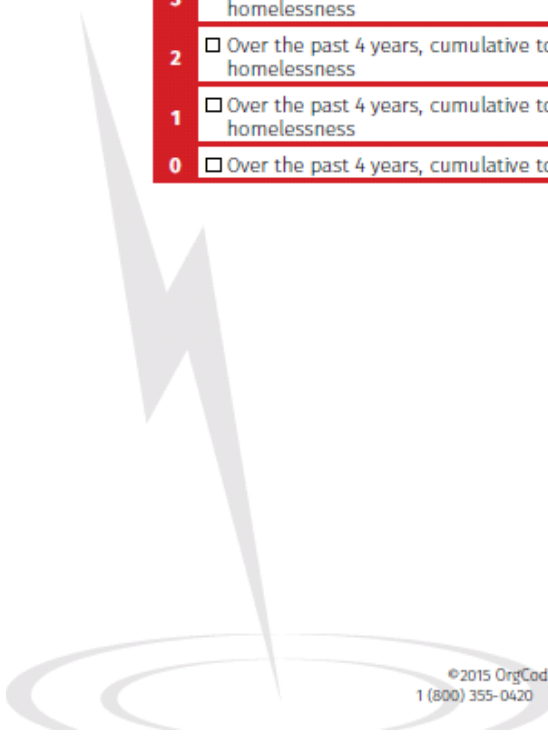 3
homelessness
2 Over the past 4 years, cumulative to
homelessness
1 Over the past 4 years, cumulative to
homelessness
0 Over the past 4 years, cumulative to
©2015 OrgCod
1 (800) 355-0420